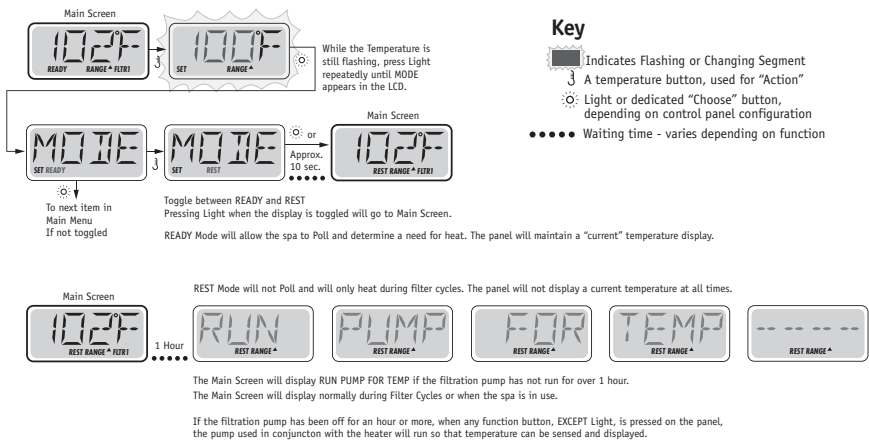 Main Screen
102°F
READY RANGE ▲ FLTR1
100°F
SET RANGE ▲
While the Temperature is
still flashing, press Light
repeatedly until MODE
appears in the LCD.
Key
Indicates Flashing or Changing Segment
A temperature button, used for “Action”
Light or dedicated “Choose” button,
depending on control panel configuration
Waiting time - varies depending on function
MODE
SET READY
MODE
SET REST
or
Approx.
10 sec.
Main Screen
102°F
REST RANGE ▲ FLTR1
To next item in
Main Menu
If not toggled
Toggle between READY and REST
Pressing Light when the display is toggled will go to Main Screen.
READY Mode will allow the spa to Poll and determine a need for heat. The panel will maintain a “current” temperature display.
REST Mode will not Poll and will only heat during filter cycles. The panel will not display a current temperature at all times.
Main Screen
102°F
REST RANGE ▲ FLTR1
1 Hour
RUN
REST RANGE ▲
PUMP
REST RANGE ▲
FOR
REST RANGE ▲
TEMP
REST RANGE ▲
-- -- -- --
REST RANGE ▲
The Main Screen will display RUN PUMP FOR TEMP if the filtration pump has not run for over 1 hour.
The Main Screen will display normally during Filter Cycles or when the spa is in use.
If the filtration pump has been off for an hour or more, when any function button, EXCEPT Light, is pressed on the panel,
the pump used in conjuncton with the heater will run so that temperature can be sensed and displayed.